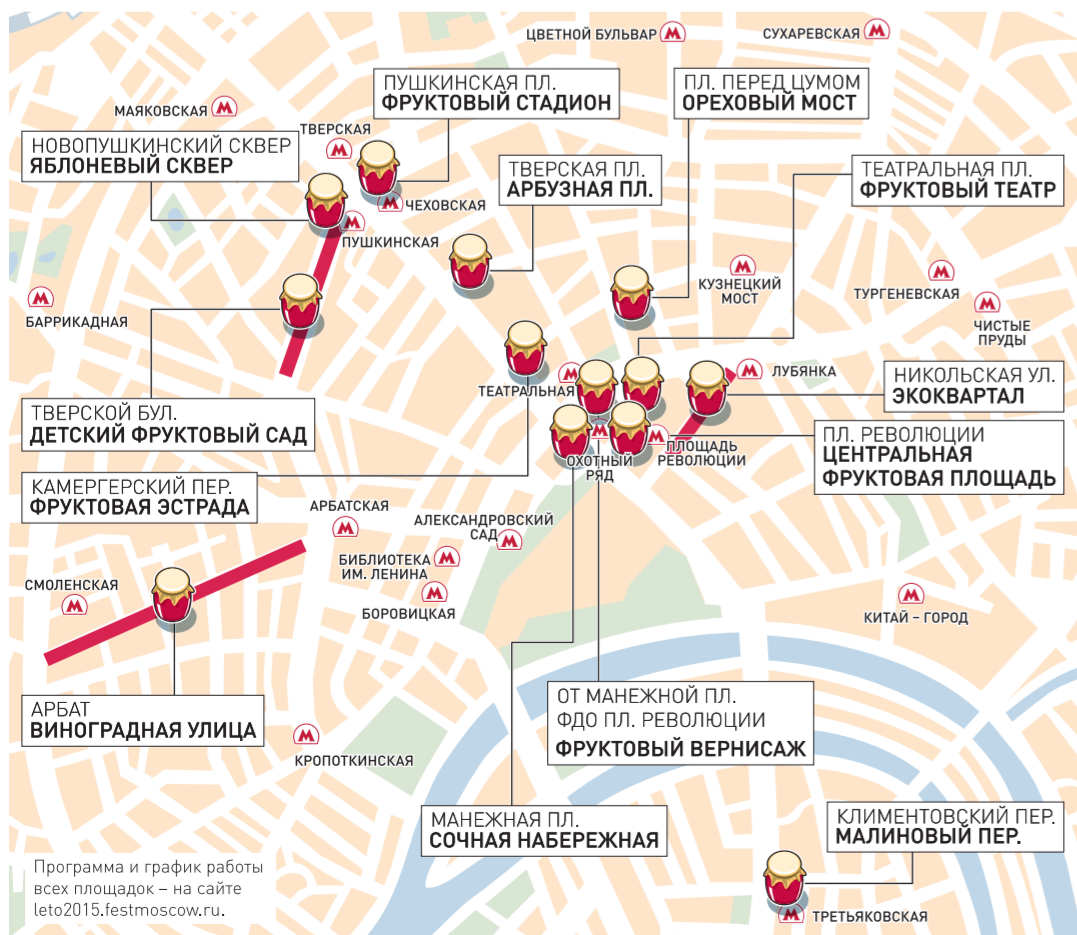 ЦВЕТНОЙ БУЛЬВАР
СУХАРЕВСКАЯ
ПУШКИНСКАЯ ПЛ.
ФРУКТОВЫЙ СТАДИОН
ПЛ. ПЕРЕД ЦУМОМ
ОРЕХОВЫЙ МОСТ
МАЯКОВСКАЯ
ТВЕРСКАЯ
НОВОПУШКИНСКИЙ СКВЕР
ЯБЛОНЕВЫЙ СКВЕР
ТВЕРСКАЯ ПЛ.
АРБУЗНАЯ ПЛ.
ТЕАТРАЛЬНАЯ ПЛ.
ФРУКТОВЫЙ ТЕАТР
ЧЕХОВСКАЯ
ПУШКИНСКАЯ
КУЗНЕЦКИЙ
МОСТ
ТУРГЕНЕВСКАЯ
БАРРИКАДНАЯ
ЧИСТЫЕ
ПРУДЫ
ТЕАТРАЛЬНАЯ
ЛУБЯНКА
НИКОЛЬСКАЯ УЛ.
ЭКОКВАРТАЛ
ТВЕРСКОЙ БУЛ.
ДЕТСКИЙ ФРУКТОВЫЙ САД
ПЛ. РЕВОЛЮЦИИ
ЦЕНТРАЛЬНАЯ
ФРУКТОВАЯ ПЛОЩАДЬ
ПЛОЩАДЬ
РЕВОЛЮЦИИ
ОХОТНЫЙ
РЯД
КАМЕРГЕРСКИЙ ПЕР.
ФРУКТОВАЯ ЭСТРАДА
АРБАТСКАЯ
АЛЕКСАНДРОВСКИЙ
САД
БИБЛИОТЕКА
ИМ. ЛЕНИНА
СМОЛЕНСКАЯ
БОРОВИЦКАЯ
КИТАЙ – ГОРОД
АРБАТ
ВИНОГРАДНАЯ УЛИЦА
ОТ МАНЕЖНОЙ ПЛ.
ФДО ПЛ. РЕВОЛЮЦИИ
ФРУКТОВЫЙ ВЕРНИСАЖ
КРОПОТКИНСКАЯ
МАНЕЖНАЯ ПЛ.
СОЧНАЯ НАБЕРЕЖНАЯ
КЛИМЕНТОВСКИЙ ПЕР.
МАЛИНОВЫЙ ПЕР.
Программа и график работы
всех площадок – на сайте
leto2015.festmoscow.ru.
ТРЕТЬЯКОВСКАЯ